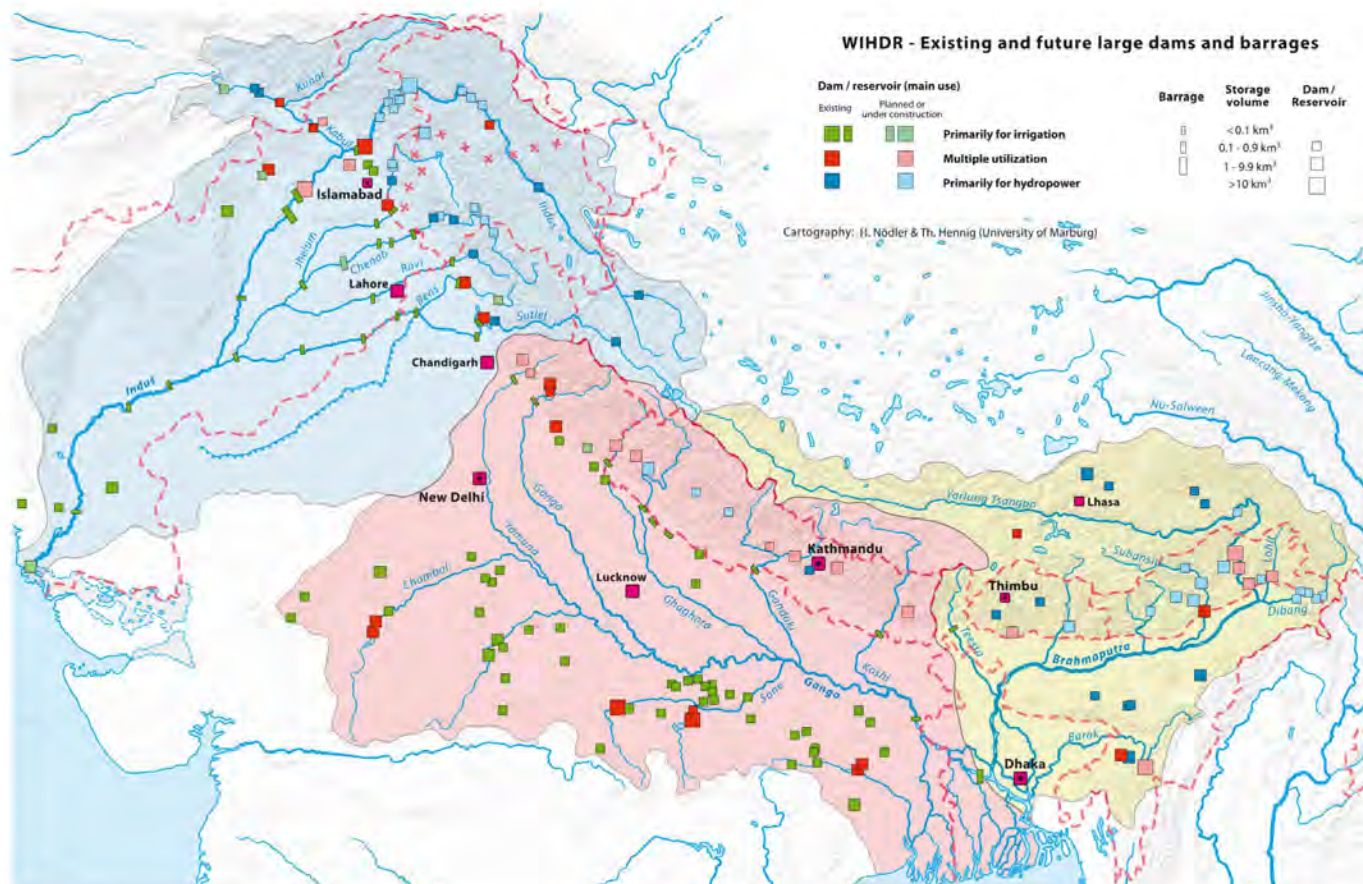 WIHDR - Existing and future large dams and barrages
Dam / reservoir (main use)
Existing
Planned or
under construction
Primarily for irrigation
Multiple utilization
Primarily for hydropower
Barrage
Storage
volume
Dam /
Reservoir
<0.1 km³
0.1 - 0.9 km³
1 - 9.9 km³
>10 km³
Cartography: H. Nödler & Th. Hennig (University of Marburg)
Kunar
Kabul
Islamabad
Indus
Jhelum
Chenab
Ravi
Lahore
Beas
Sutlej
Chandigarh
Indus
Jinsha-Yangtze
Lancang-Mekong
Nu-Salween
New Delhi
Yamuna
Ganga
Chambal
Lucknow
Ghaghara
Kathmandu
Gandaki
Koshi
Sone
Ganga
Yarlung Tsangpo
Lhasa
Subansiri
Lohit
Dibang
Thimbu
Teesta
Brahmaputra
Barak
Dhaka